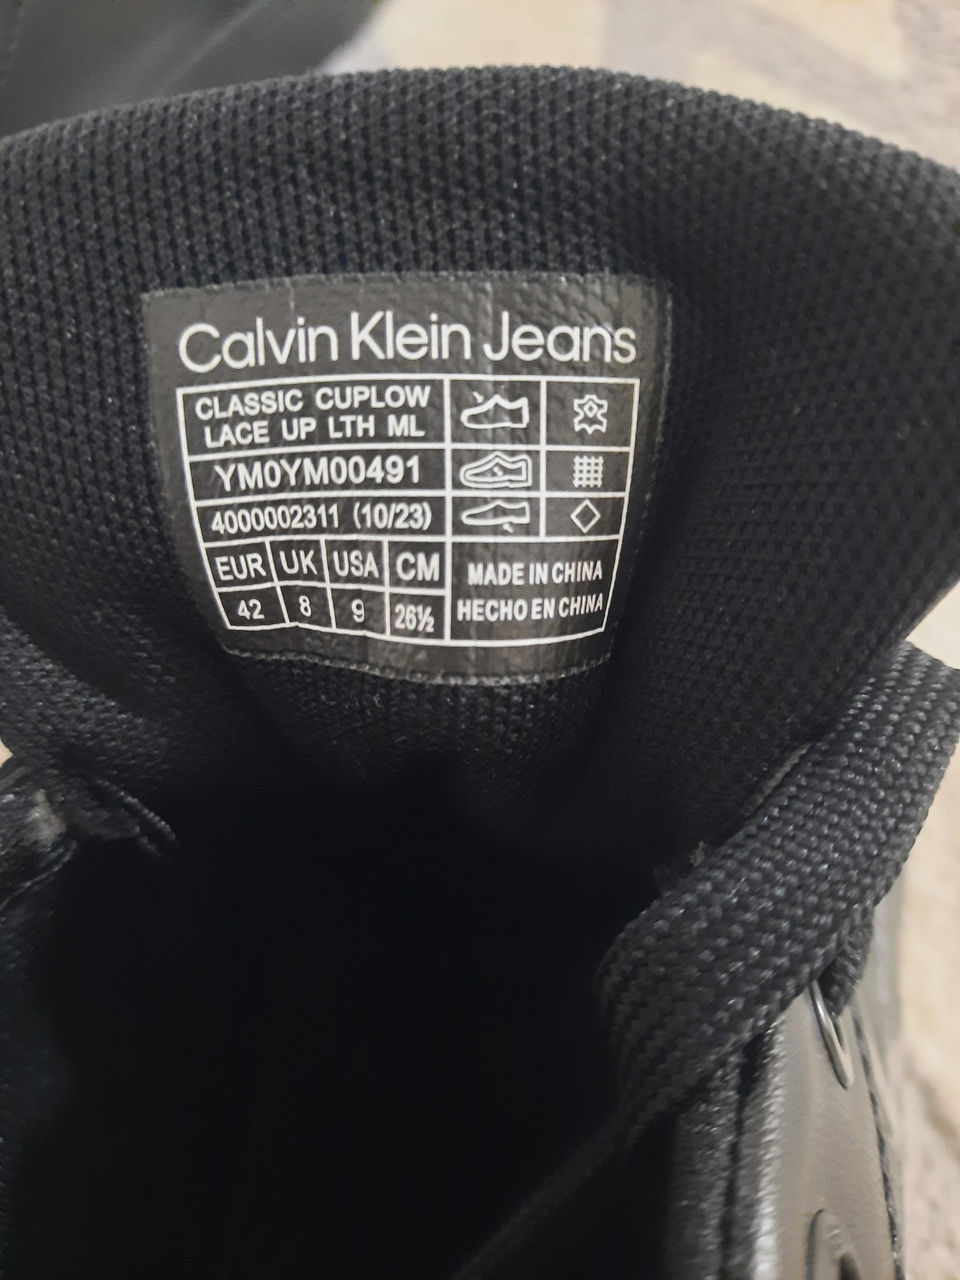 Calvin Klein Jeans
CLASSIC CUPLOW
LACE UP LTH ML
YM0YM00491
4000002311 (10/23)
EUR UK USA CM
42 8 9 26½
MADE IN CHINA
HECHO EN CHINA